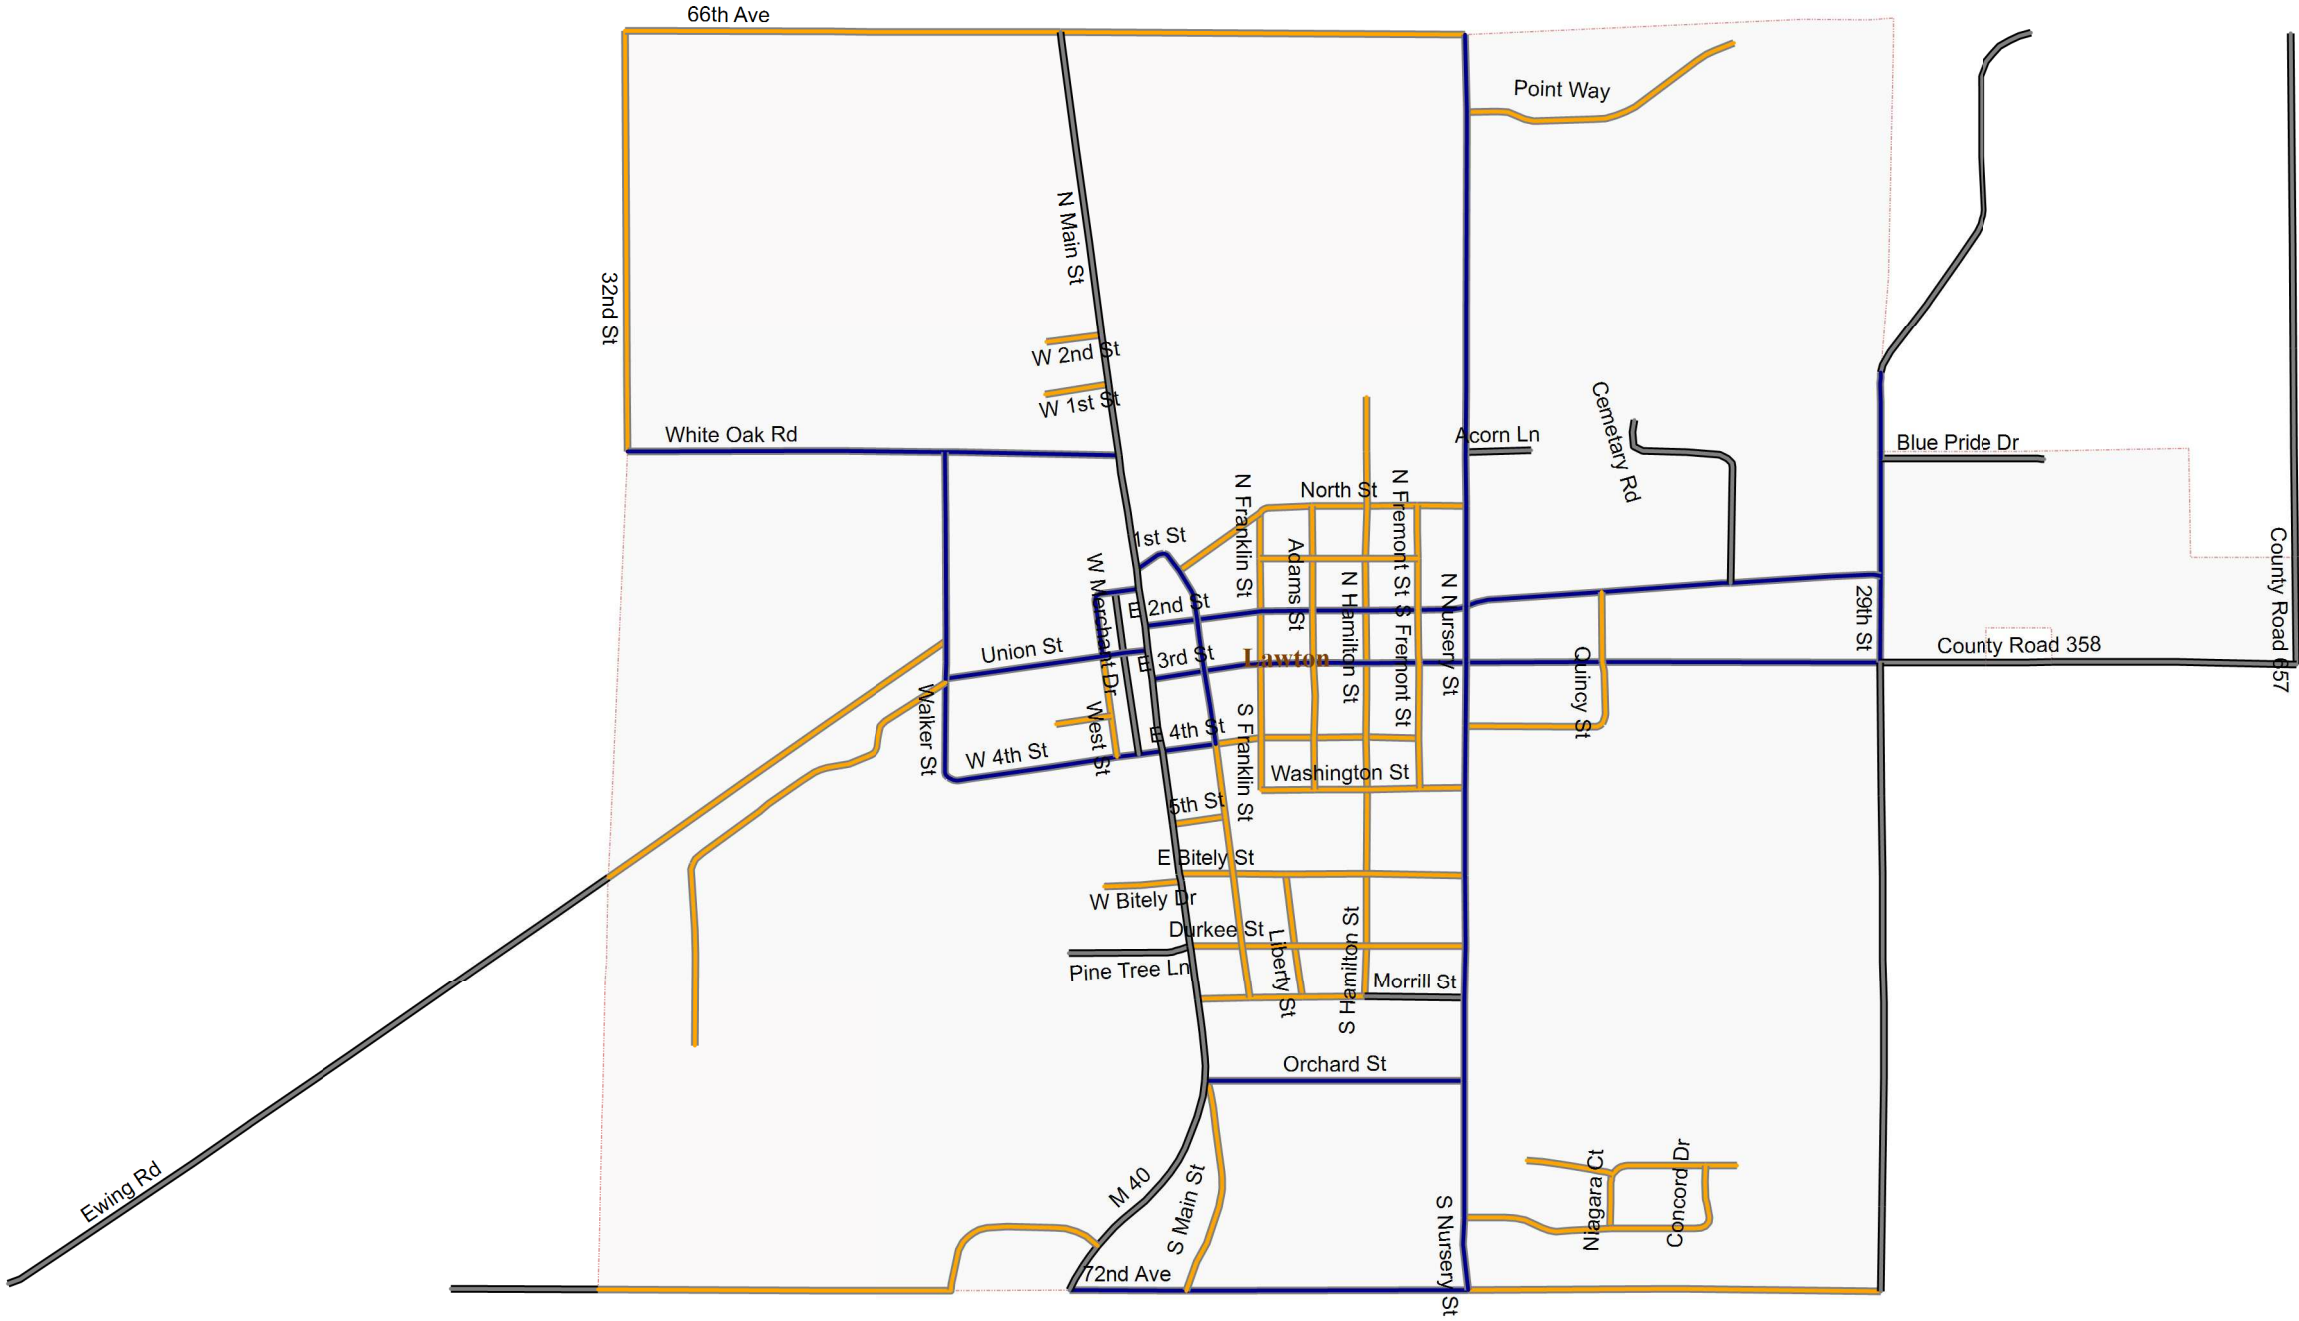 66th Ave
Point Way
N Main St
32nd St
W 2nd St
W 1st St
White Oak Rd
Acorn Ln
Cemetary Rd
Blue Pride Dr
North St
N Franklin St
N Fremont St
1st St
Adams St
W Merchant Dr
E 2nd St
N Hamilton St
N Nursery St
29th St
County Road 657
Union St
E 3rd St
Lawton
S Fremont St
Quincy St
County Road 358
Walker St
West St
E 4th St
W 4th St
S Franklin St
Washington St
5th St
E Bitely St
W Bitely Dr
Durkee St
Liberty St
S Hamilton St
Pine Tree Ln
Morrill St
Orchard St
Ewing Rd
M 40
S Main St
Niagara Ct
Concord Dr
S Nursery St
72nd Ave